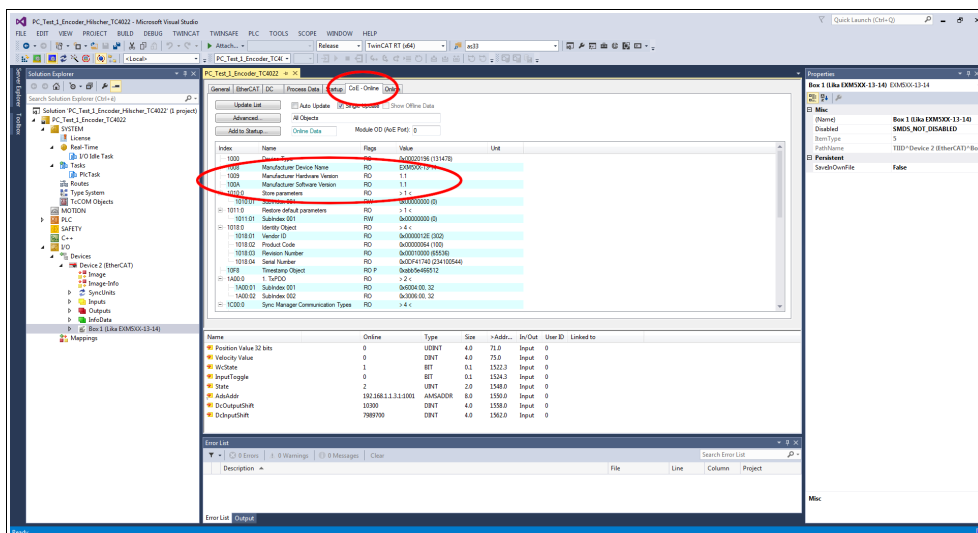 PC_Test_1_Encoder_Hilscher_TC4022 - Microsoft Visual Studio
Quick Launch (Ctrl+Q)
FILE EDIT VIEW PROJECT BUILD DEBUG TWINCAT TWINSAFE PLC TOOLS SCOPE WINDOW HELP
Attach... Release TwinCAT RT (x64) as33
<Local> PC_Test_1_Encoder_TC4
Server Explorer
Toolbox
Solution Explorer
Search Solution Explorer (Ctrl+è)
Solution 'PC_Test_1_Encoder_Hilscher_TC4022' (1 project)
PC_Test_1_Encoder_TC4022
SYSTEM
License
Real-Time
I/O Idle Task
Tasks
PlcTask
Routes
Type System
TcCOM Objects
MOTION
PLC
SAFETY
C++
I/O
Devices
Device 2 (EtherCAT)
Image
Image-Info
SyncUnits
Inputs
Outputs
InfoData
Box 1 (Lika EXM5XX-13-14)
Mappings
PC_Test_1_Encoder_TC4022
General EtherCAT DC Process Data Startup CoE - Online Online
Update List Auto Update Single Update Show Offline Data
Advanced... All Objects
Add to Startup... Online Data Module OD (AoE Port): 0
Index Name Flags Value Unit
1000 Device Type RO 0x00020196 (131478)
1008 Manufacturer Device Name RO EXM5XX-13-14
1009 Manufacturer Hardware Version RO 1.1
100A Manufacturer Software Version RO 1.1
1010:0 Store parameters RO > 1 <
1010:01 SubIndex 001 RW 0x00000000 (0)
1011:0 Restore default parameters RO > 1 <
1011:01 SubIndex 001 RW 0x00000000 (0)
1018:0 Identity Object RO > 4 <
1018:01 Vendor ID RO 0x0000012E (302)
1018:02 Product Code RO 0x00000064 (100)
1018:03 Revision Number RO 0x00010000 (65536)
1018:04 Serial Number RO 0x0DF41740 (234100544)
10F8 Timestamp Object RO P 0xabb5e466512
1A00:0 1. TxPDO RO > 2 <
1A00:01 SubIndex 001 RO 0x6004:00, 32
1A00:02 SubIndex 002 RO 0x3006:00, 32
1C00:0 Sync Manager Communication Types RO > 4 <
Name Online Type Size >Addr... In/Out User ID Linked to
Position Value 32 bits 0 UDINT 4.0 71.0 Input 0
Velocity Value 0 DINT 4.0 75.0 Input 0
WcState 1 BIT 0.1 1522.3 Input 0
InputToggle 0 BIT 0.1 1524.3 Input 0
State 2 UINT 2.0 1548.0 Input 0
AdsAddr 192.168.1.1.3.1:1001 AMSADDR 8.0 1550.0 Input 0
DcOutputShift 10300 DINT 4.0 1558.0 Input 0
DcInputShift 7989700 DINT 4.0 1562.0 Input 0
Error List
0 Errors 0 Warnings 0 Messages Clear
Search Error List
Description File Line Column Project
Error List Output
Properties
Box 1 (Lika EXM5XX-13-14) EXM5XX-13-14
Misc
(Name) Box 1 (Lika EXM5XX-13-14)
Disabled SMDS_NOT_DISABLED
ItemType 5
PathName TIID^Device 2 (EtherCAT)^Bo
Persistent
SaveInOwnFile False
Misc
Ready